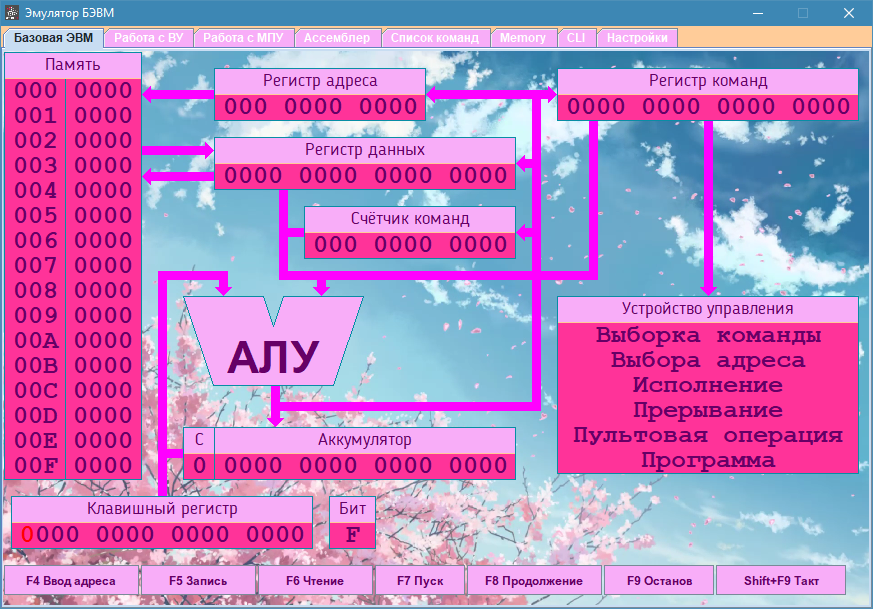 Эмулятор БЭВМ
Базовая ЭВМ Работа с ВУ Работа с МПУ Ассемблер Список команд Memory CLI Настройки
Память
000 0000
001 0000
002 0000
003 0000
004 0000
005 0000
006 0000
007 0000
008 0000
009 0000
00A 0000
00B 0000
00C 0000
00D 0000
00E 0000
00F 0000
Регистр адреса
000 0000 0000
Регистр команд
0000 0000 0000 0000
Регистр данных
0000 0000 0000 0000
Счётчик команд
000 0000 0000
АЛУ
Устройство управления
Выборка команды
Выбора адреса
Исполнение
Прерывание
Пультовая операция
Программа
С Аккумулятор
0 0000 0000 0000 0000
Клавишный регистр
0000 0000 0000 0000
Бит
F
F4 Ввод адреса F5 Запись F6 Чтение F7 Пуск F8 Продолжение F9 Останов Shift+F9 Такт